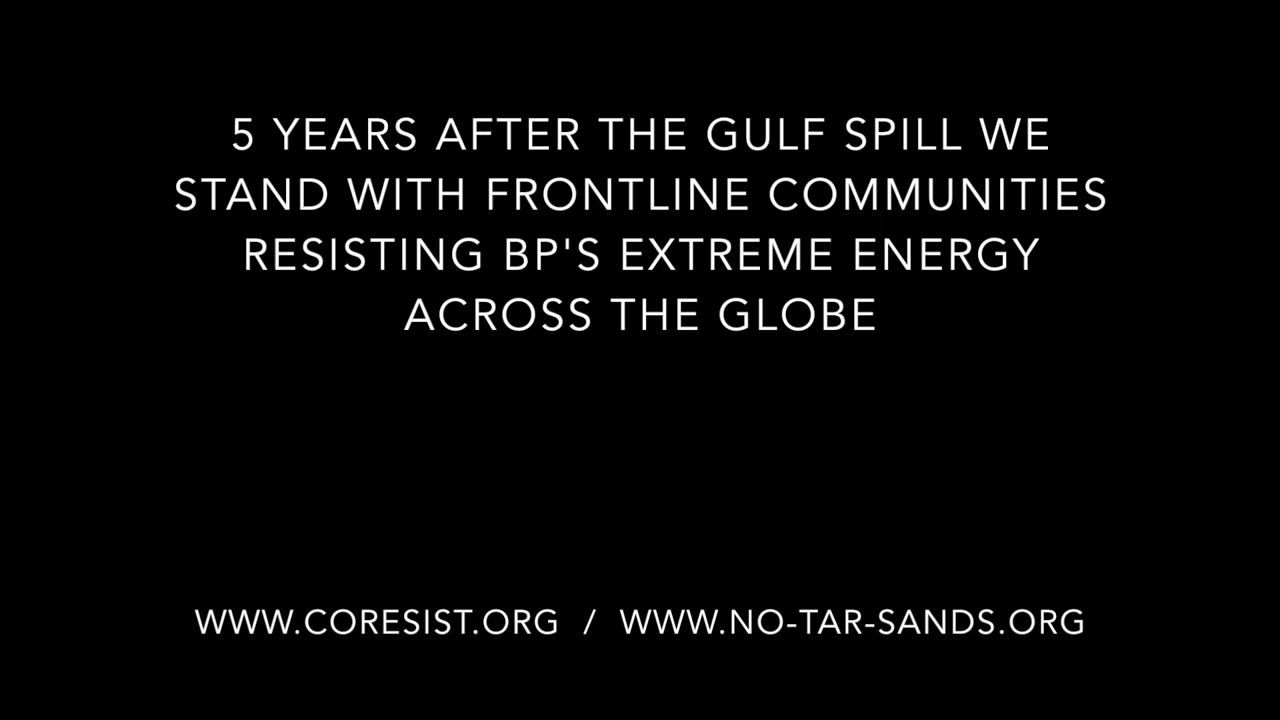 5 YEARS AFTER THE GULF SPILL WE
STAND WITH FRONTLINE COMMUNITIES
RESISTING BP'S EXTREME ENERGY
ACROSS THE GLOBE
WWW.CORESIST.ORG / WWW.NO-TAR-SANDS.ORG